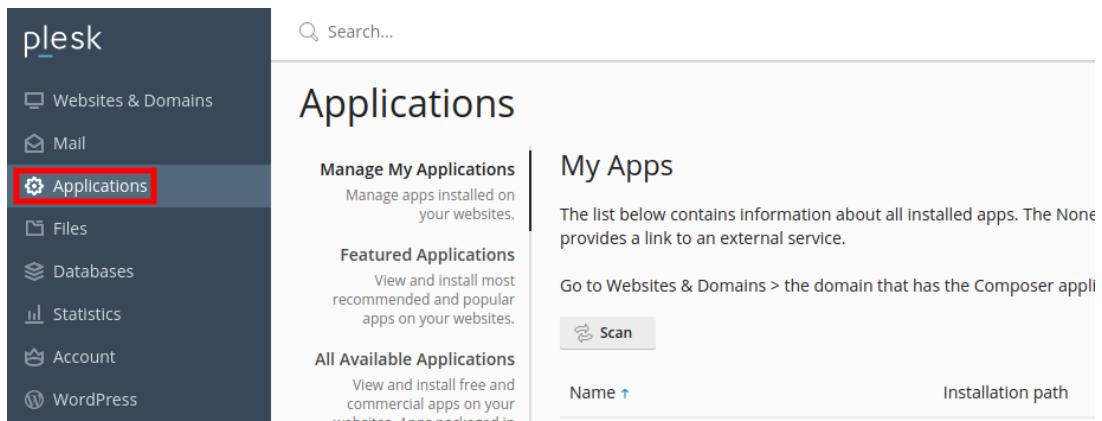 plesk
Search...
Websites & Domains
Mail
Applications
Files
Databases
Statistics
Account
WordPress
Applications
Manage My Applications
Manage apps installed on
your websites.
Featured Applications
View and install most
recommended and popular
apps on your websites.
All Available Applications
View and install free and
commercial apps on your
websites. Apps packaged in
My Apps
The list below contains information about all installed apps. The None
provides a link to an external service.
Go to Websites & Domains > the domain that has the Composer appli
Scan
Name ↑
Installation path